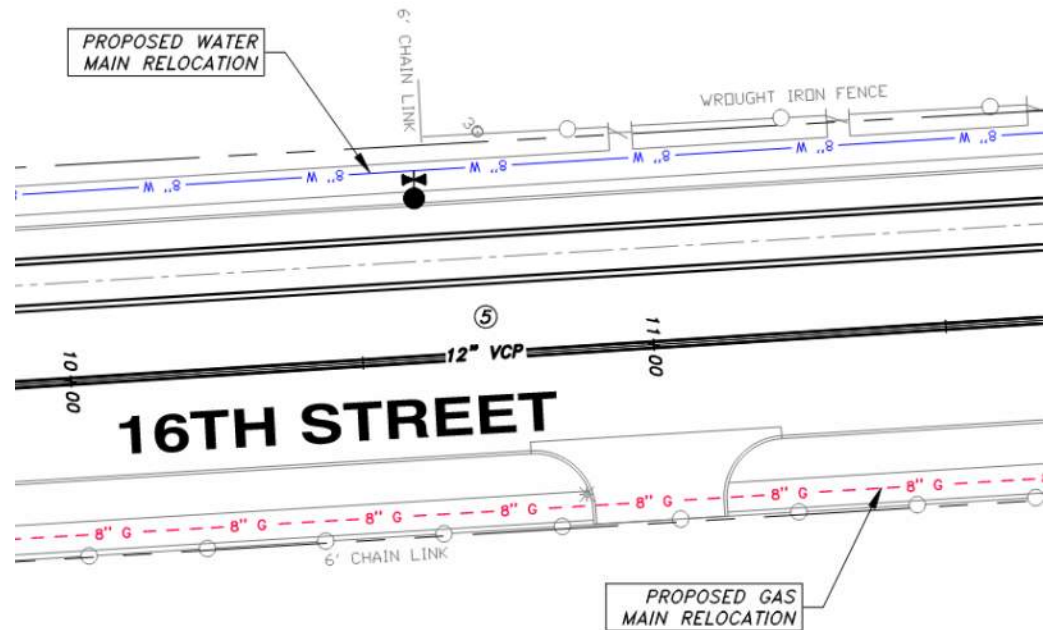 PROPOSED WATER
MAIN RELOCATION
6' CHAIN LINK
WROUGHT IRON FENCE
8" W
8" W
8" W
8" W
8" W
8" W
5
12" VCP
10+00
11+00
16TH STREET
8" G
8" G
8" G
8" G
8" G
8" G
8" G
6' CHAIN LINK
PROPOSED GAS
MAIN RELOCATION